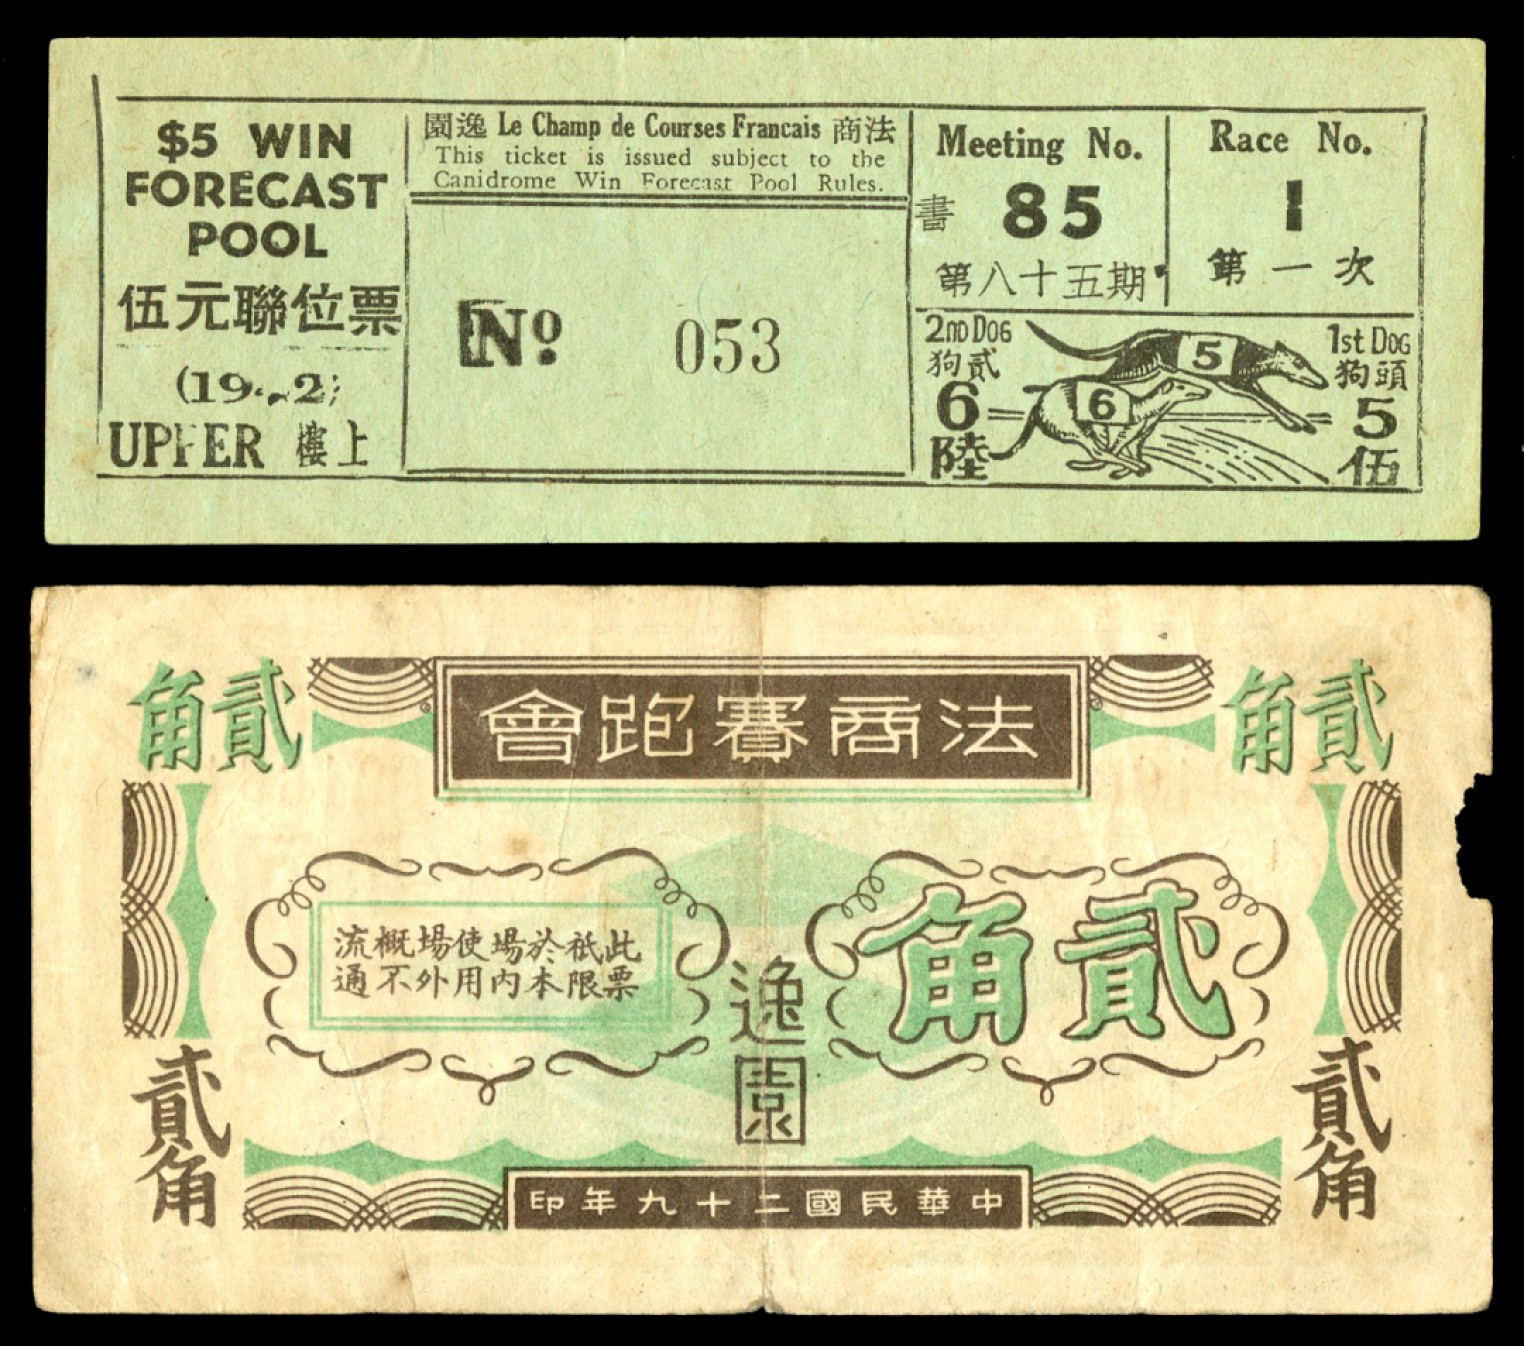 $5 WIN
FORECAST
POOL
伍元聯位票
UPPER 樓上
園逸 Le Champ de Courses Francais 商法
This ticket is issued subject to the
Canidrome Win Forecast Pool Rules.
Nº 053
Meeting No.
書 85
第八十五期
Race No.
1
第一次
2ND DOG
狗貳
6
陸
6
5
1st DOG
狗頭
5
伍
角貳
會跑賽商法
角貳
流概場使場於祇此
通不外用內本限票
逸園
角貳
貳角
貳角
印年九十二國民華中